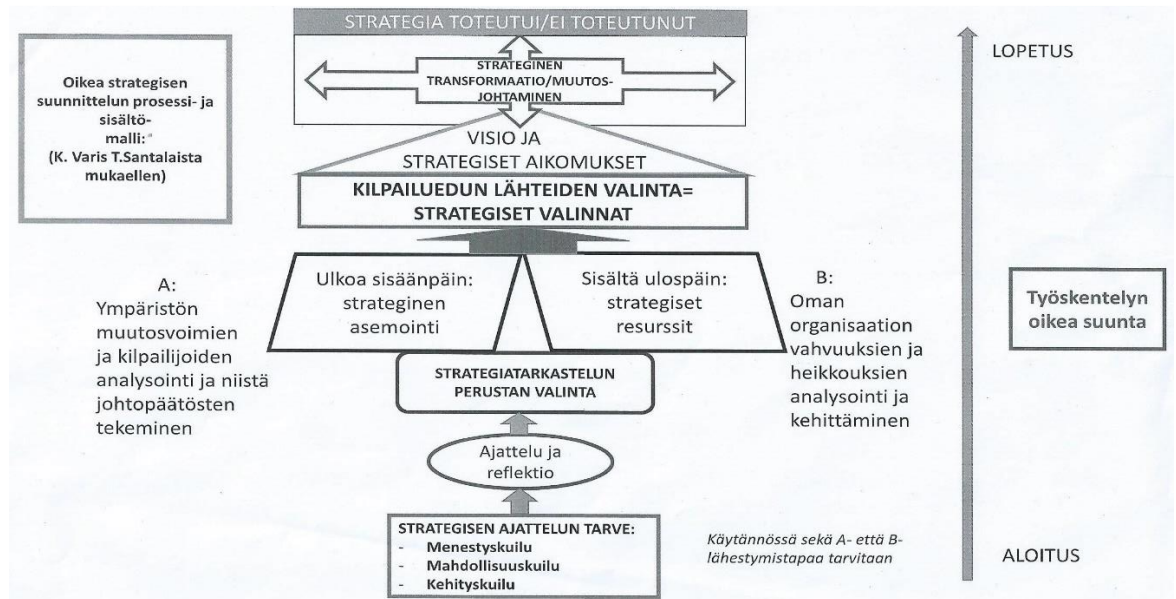 STRATEGIA TOTEUTUI/EI TOTEUTUNUT
STRATEGINEN
TRANSFORMAATIO/MUUTOS-
JOHTAMINEN
LOPETUS
Oikea strategisen
suunnittelun prosessi- ja
sisältö-
malli:
(K. Varis T.Santalaista
mukaellen)
VISIO JA
STRATEGISET AIKOMUKSET
KILPAILUEDUN LÄHTEIDEN VALINTA=
STRATEGISET VALINNAT
A:
Ympäristön
muutosvoimien
ja kilpailijoiden
analysointi ja niistä
johtopäätösten
tekeminen
Ulkoa sisäänpäin:
strateginen
asemointi
Sisältä ulospäin:
strategiset
resurssit
B:
Oman
organisaation
vahvuuksien ja
heikkouksien
analysointi ja
kehittäminen
Työskentelyn
oikea suunta
STRATEGIATARKASTELUN
PERUSTAN VALINTA
Ajattelu ja
reflektio
STRATEGISEN AJATTELUN TARVE:
- Menestyskuilu
- Mahdollisuuskuilu
- Kehityskuilu
Käytännössä sekä A- että B-
lähestymistapaa tarvitaan
ALOITUS